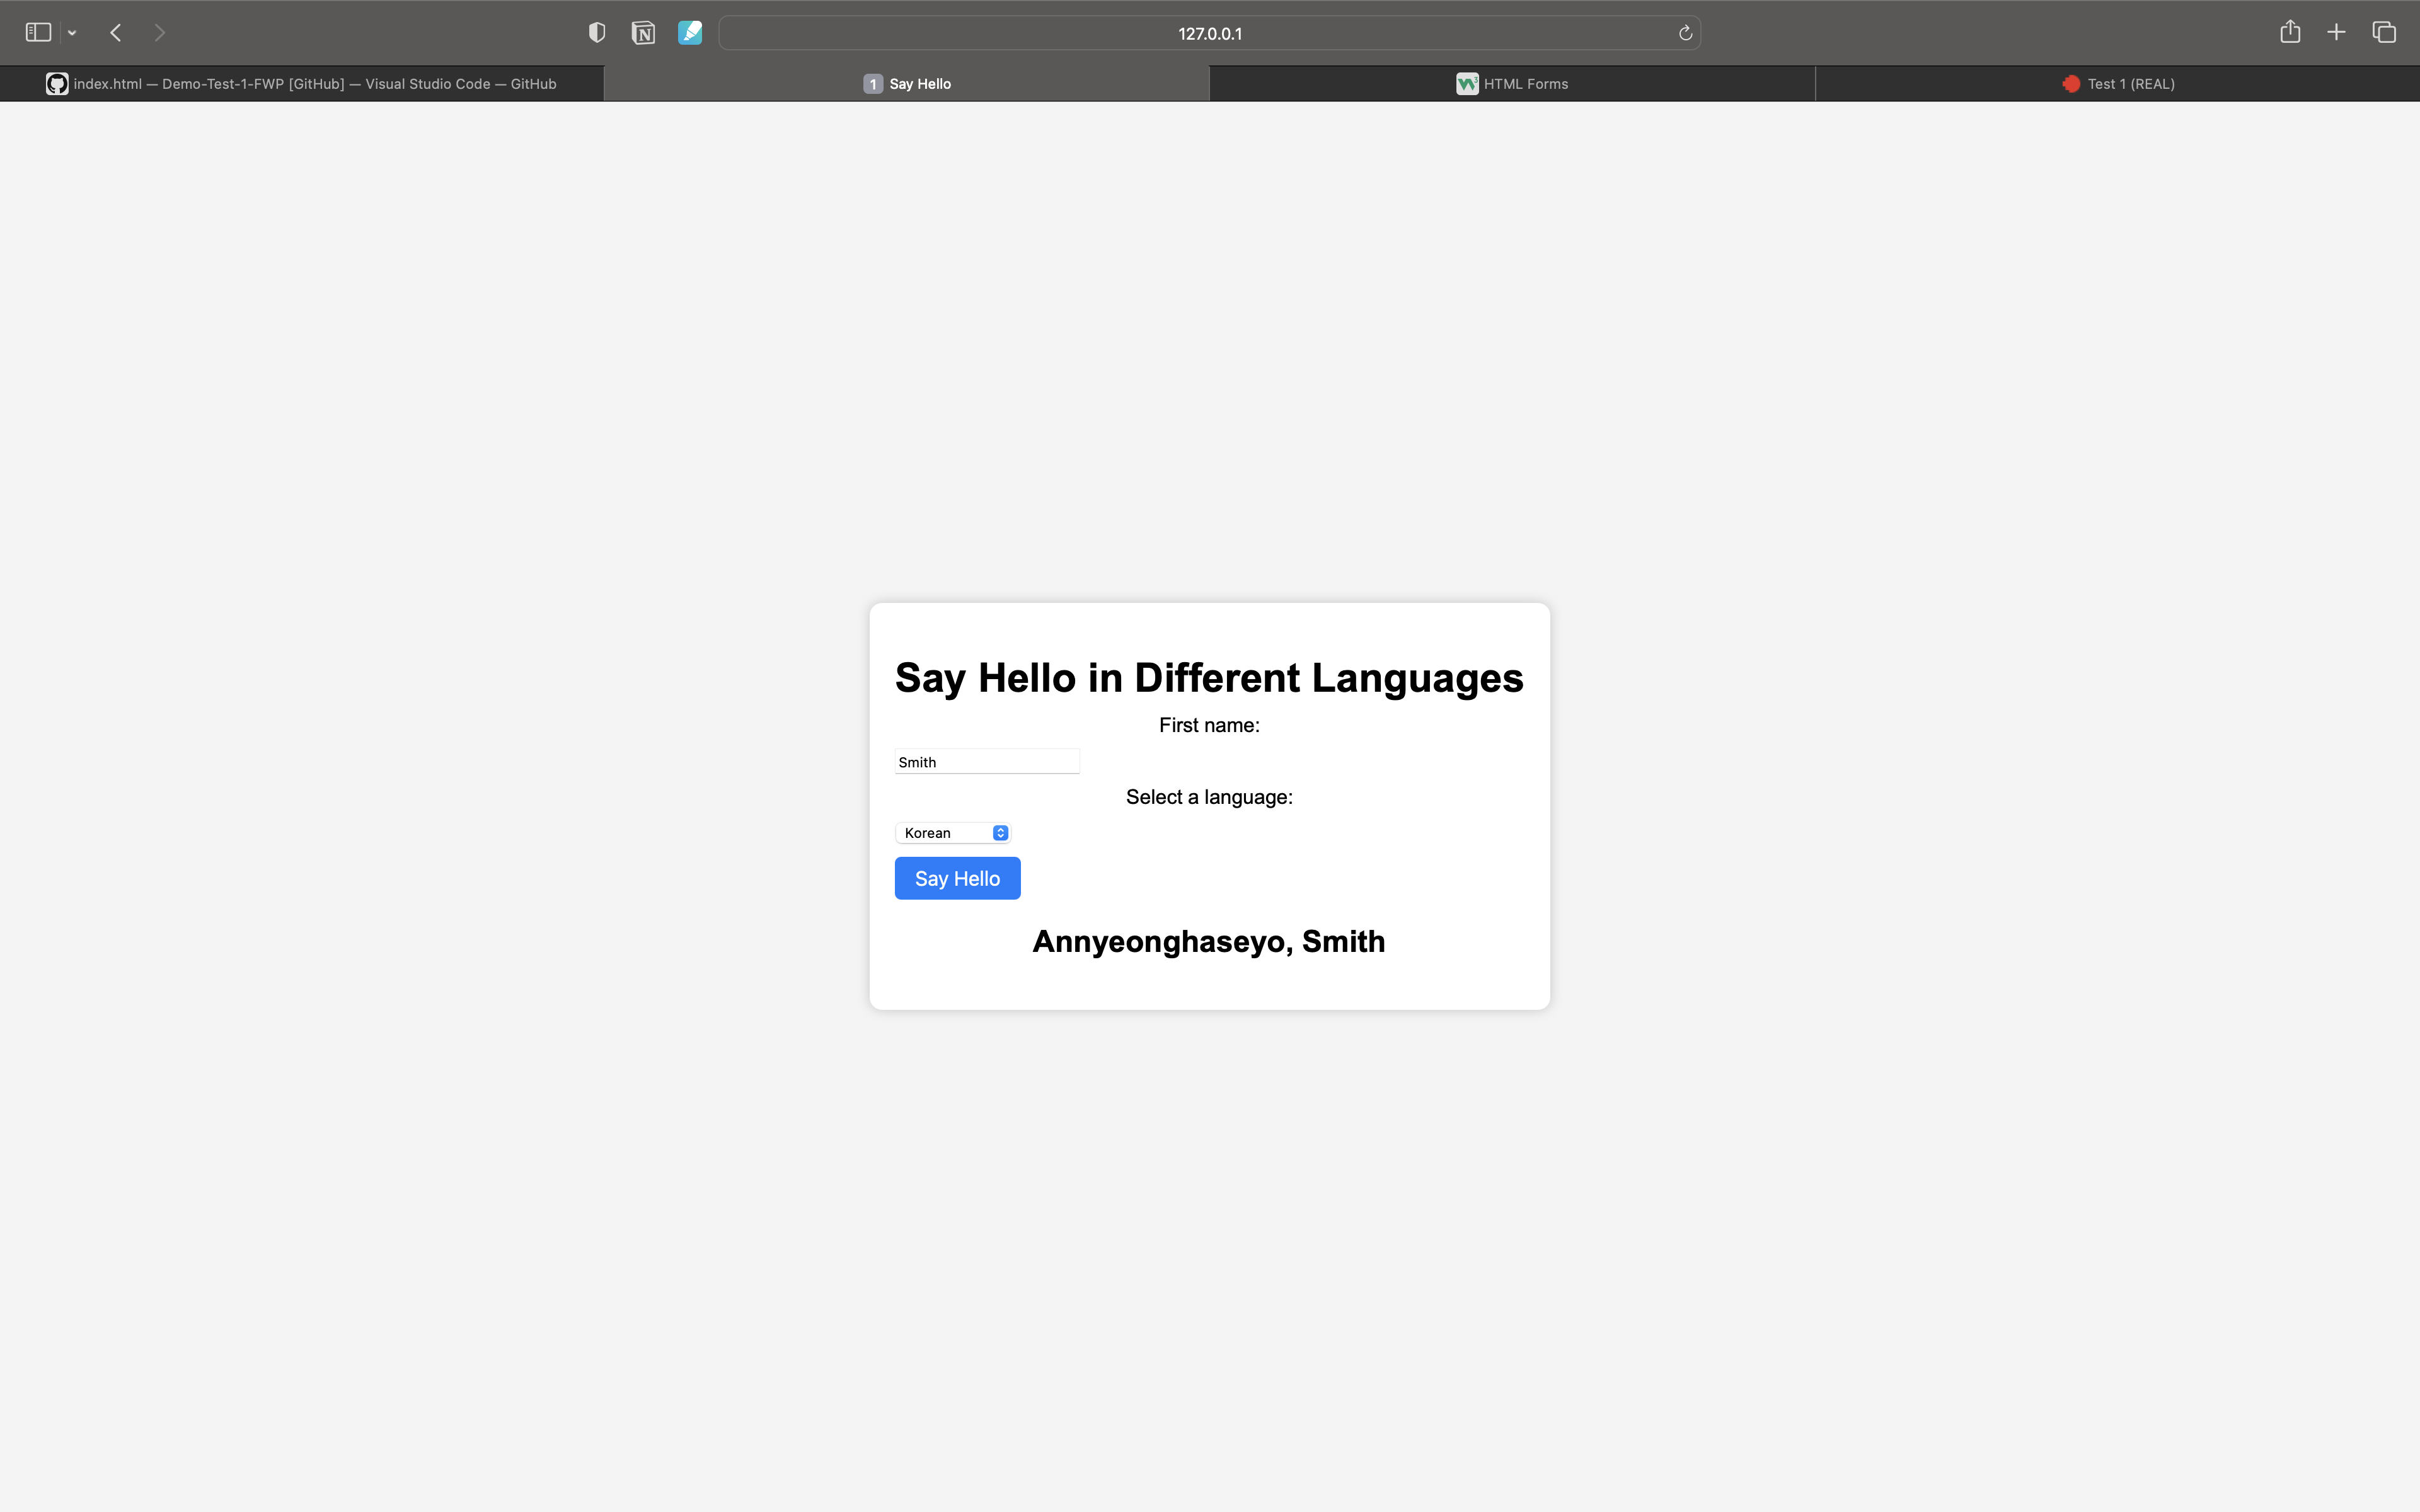 127.0.0.1
index.html — Demo-Test-1-FWP [GitHub] — Visual Studio Code — GitHub
1 Say Hello
HTML Forms
Test 1 (REAL)
Say Hello in Different Languages
First name:
Smith
Select a language:
Korean
Say Hello
Annyeonghaseyo, Smith